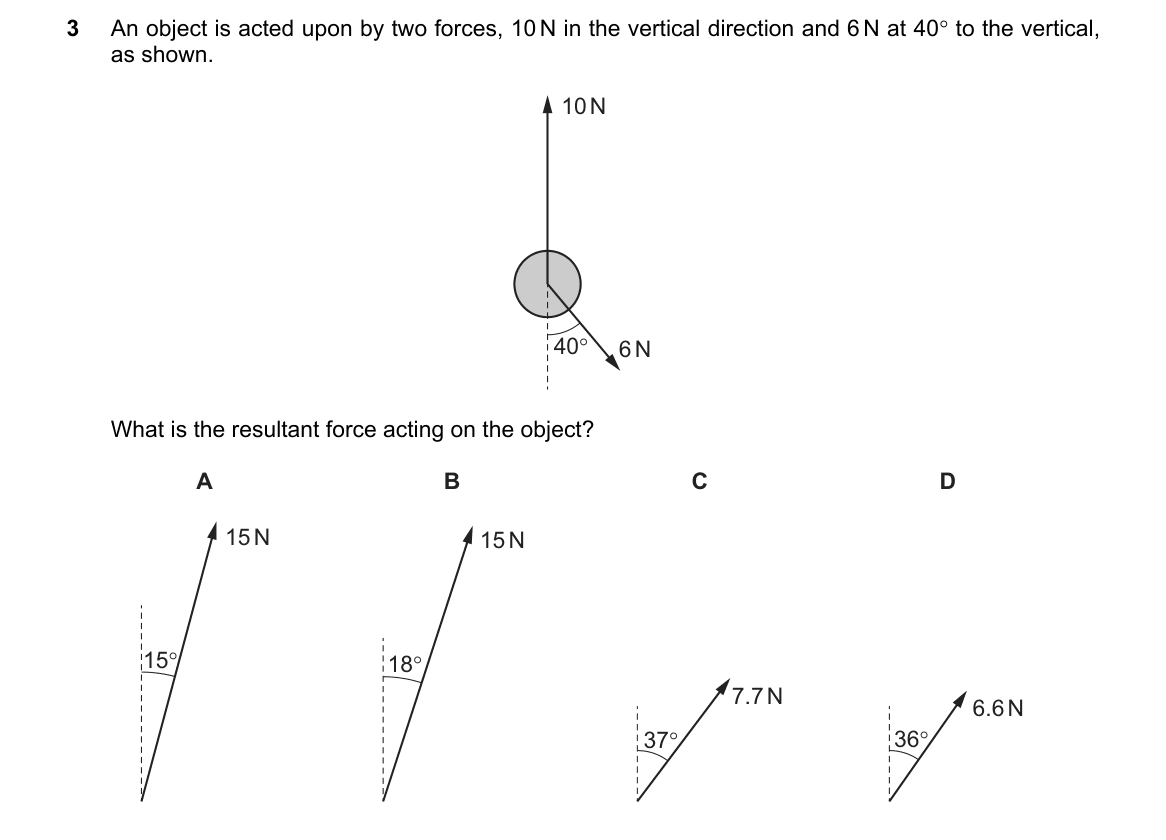 3 An object is acted upon by two forces, 10 N in the vertical direction and 6 N at 40° to the vertical,
as shown.
10 N
40°
6 N
What is the resultant force acting on the object?
A B C D
15 N
15 N
15°
18°
7.7 N
6.6 N
37°
36°